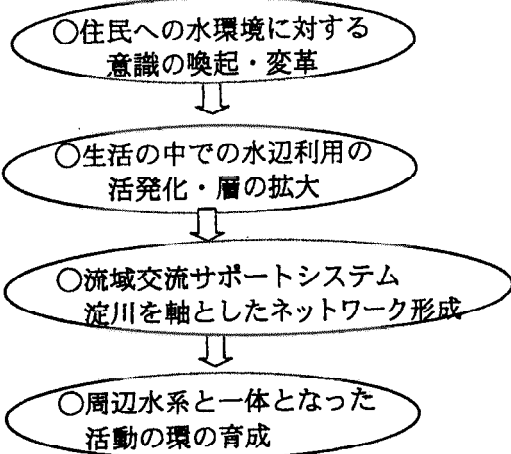 ○住民への水環境に対する
意識の喚起・変革
○生活の中での水辺利用の
活発化・層の拡大
○流域交流サポートシステム
淀川を軸としたネットワーク形成
○周辺水系と一体となった
活動の環の育成